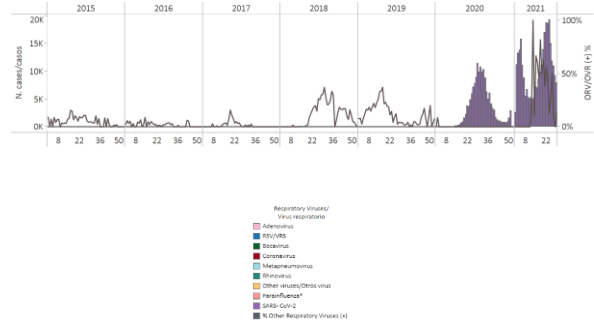 2015 2016 2017 2018 2019 2020 2021
20K 100%
15K
10K 50%
5K
0K 0%
N. cases/casos
ORV/OVR (+) %
8 22 36 50 8 22 36 50 8 22 36 50 8 22 36 50 8 22 36 50 8 22 36 50 8 22
Respiratory Viruses/
Virus respiratorio
Adenovirus
RSV/VRS
Bocavirus
Coronavirus
Metapneumovirus
Rhinovirus
Other viruses/Otros virus
Parainfluenza*
SARS- CoV-2
% Other Respiratory Viruses (+)